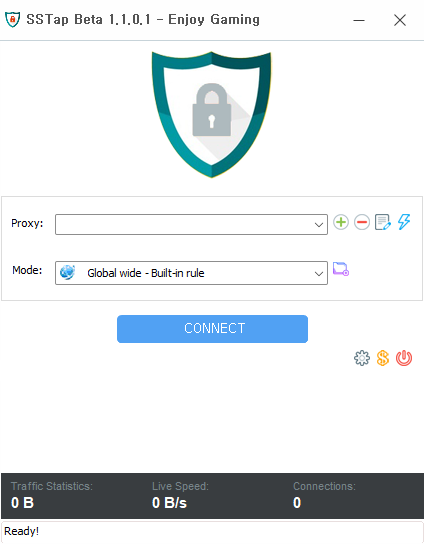 SSTap Beta 1.1.0.1 - Enjoy Gaming
Proxy:
Mode: Global wide - Built-in rule
CONNECT
Traffic Statistics: Live Speed: Connections:
0 B 0 B/s 0
Ready!